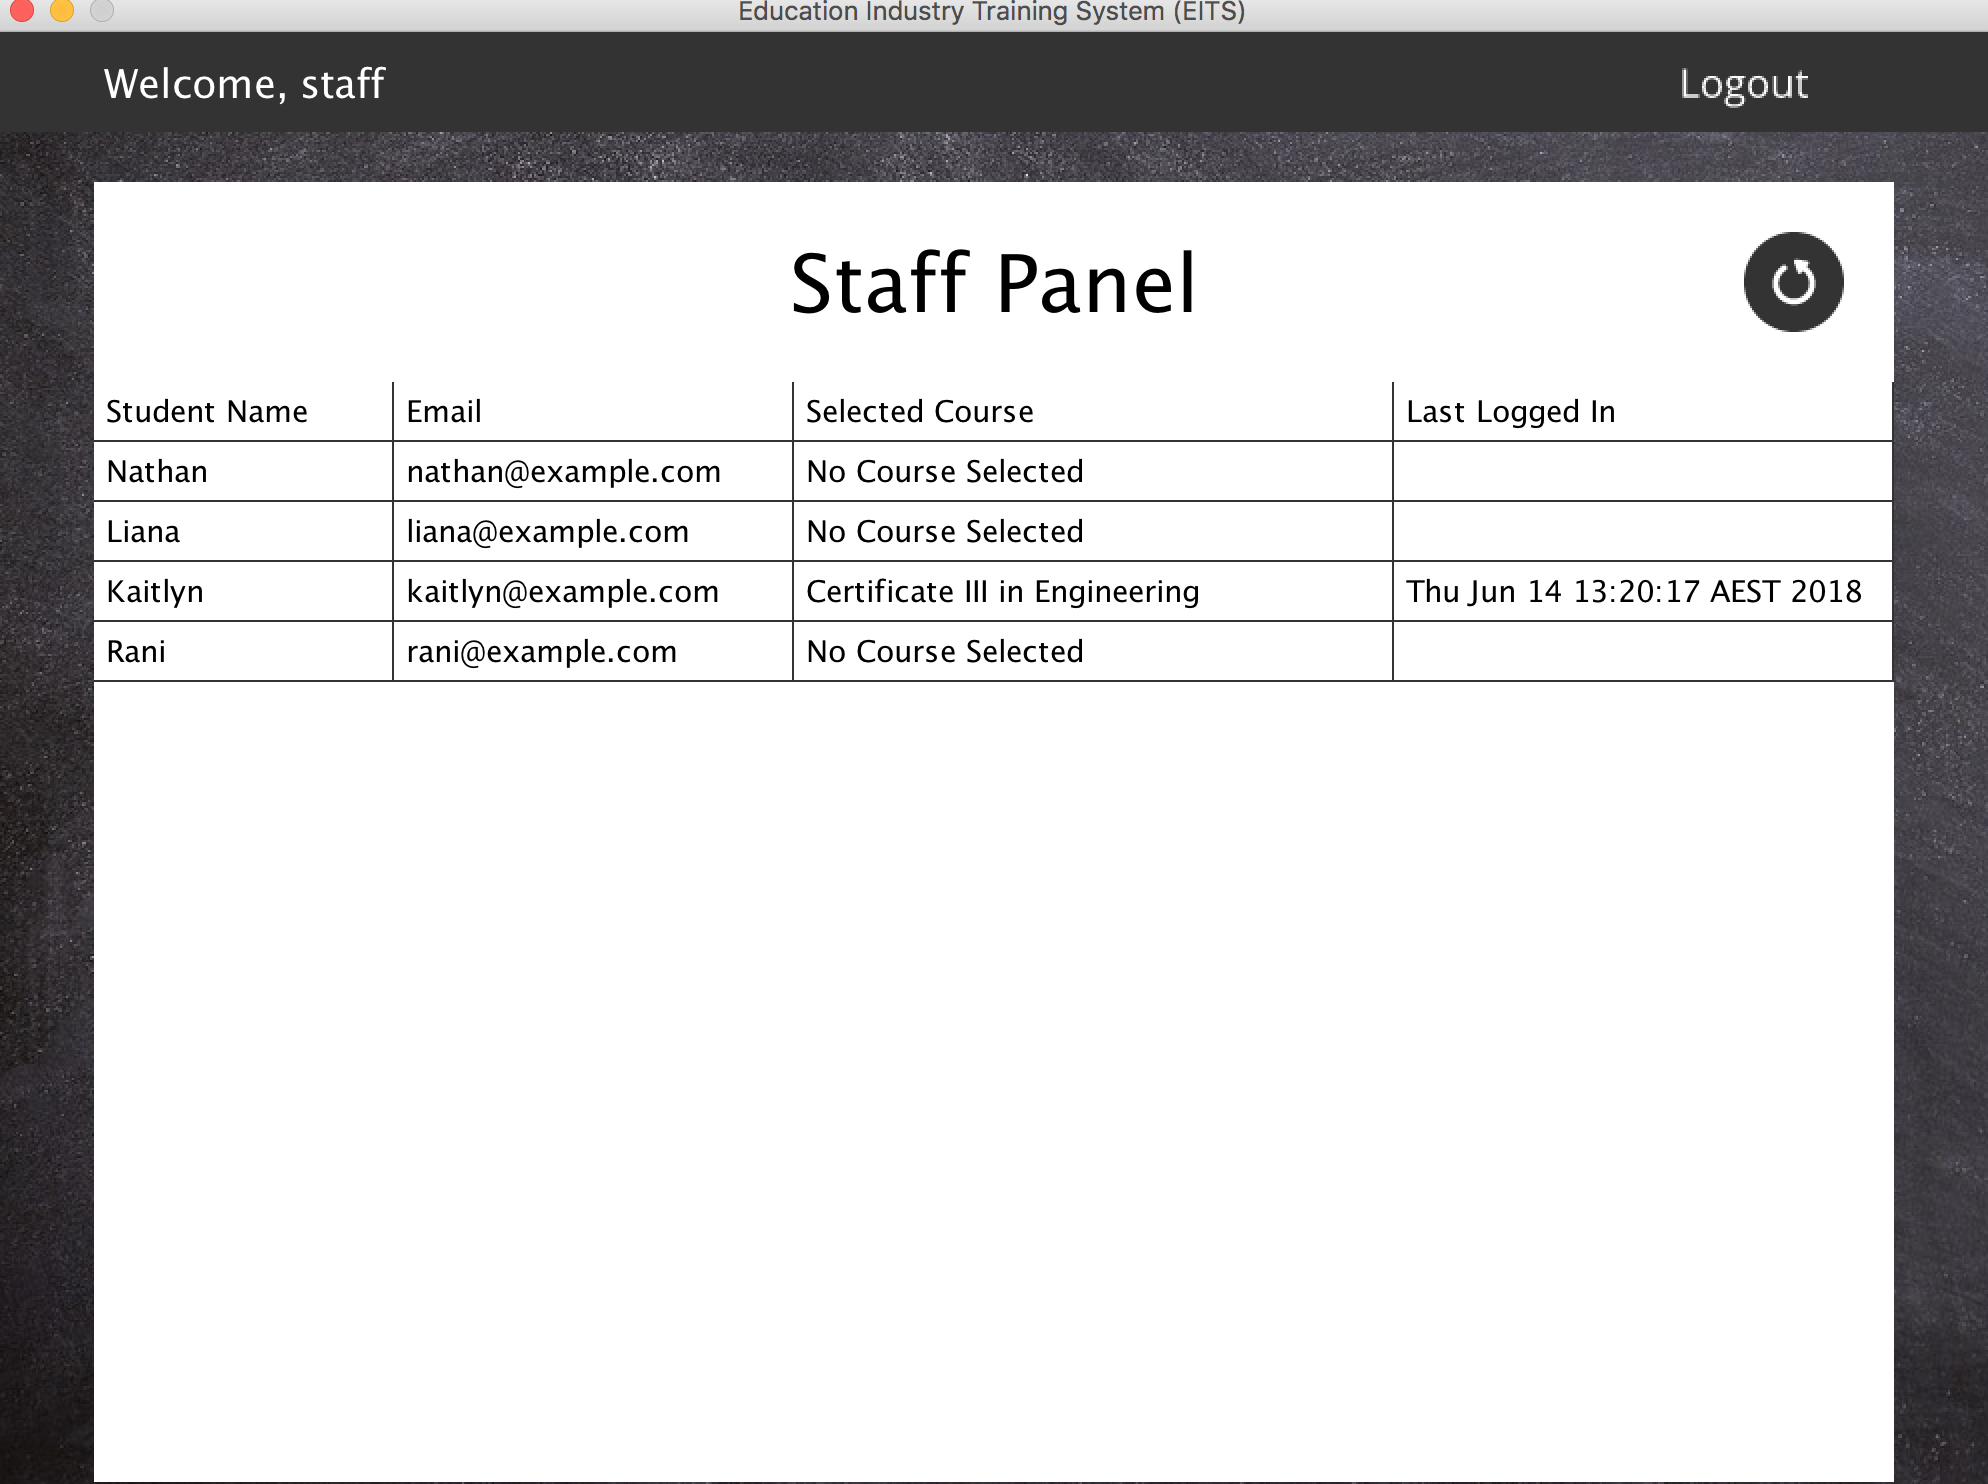 Education Industry Training System (EITS)
Welcome, staff Logout
Staff Panel
Student Name Email Selected Course Last Logged In
Nathan nathan@example.com No Course Selected
Liana liana@example.com No Course Selected
Kaitlyn kaitlyn@example.com Certificate III in Engineering Thu Jun 14 13:20:17 AEST 2018
Rani rani@example.com No Course Selected